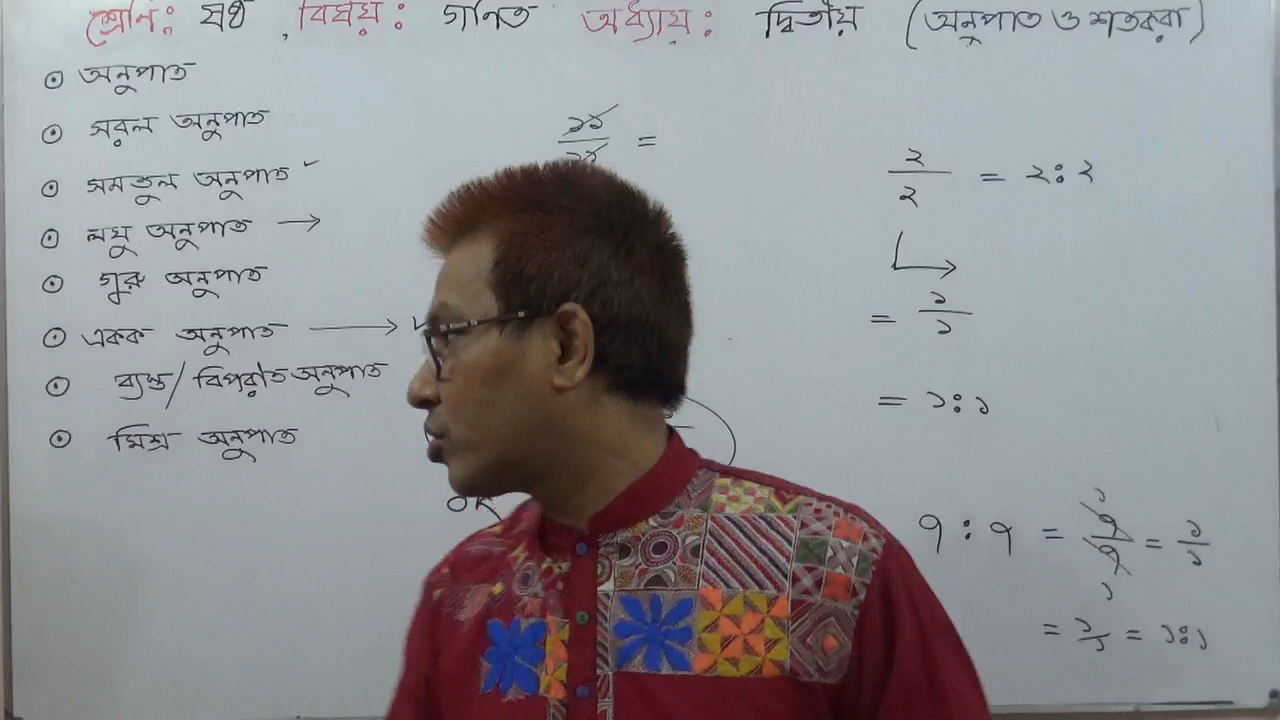 শ্রেণি: ষষ্ঠ, বিষয়: গণিত অধ্যায়: দ্বিতীয় (অনুপাত ও শতকরা)
⊙ অনুপাত
⊙ সরল অনুপাত
⊙ সমতুল অনুপাত ✓
⊙ লঘু অনুপাত →
⊙ গুরু অনুপাত
⊙ একক অনুপাত →
⊙ ব্যস্ত/বিপরীত অনুপাত
⊙ মিশ্র অনুপাত
OK
২/২ = ২:২
= ১/১
= ১:১
৭ : ৭ = ৭/৭ = ১/১
= ১/১ = ১:১